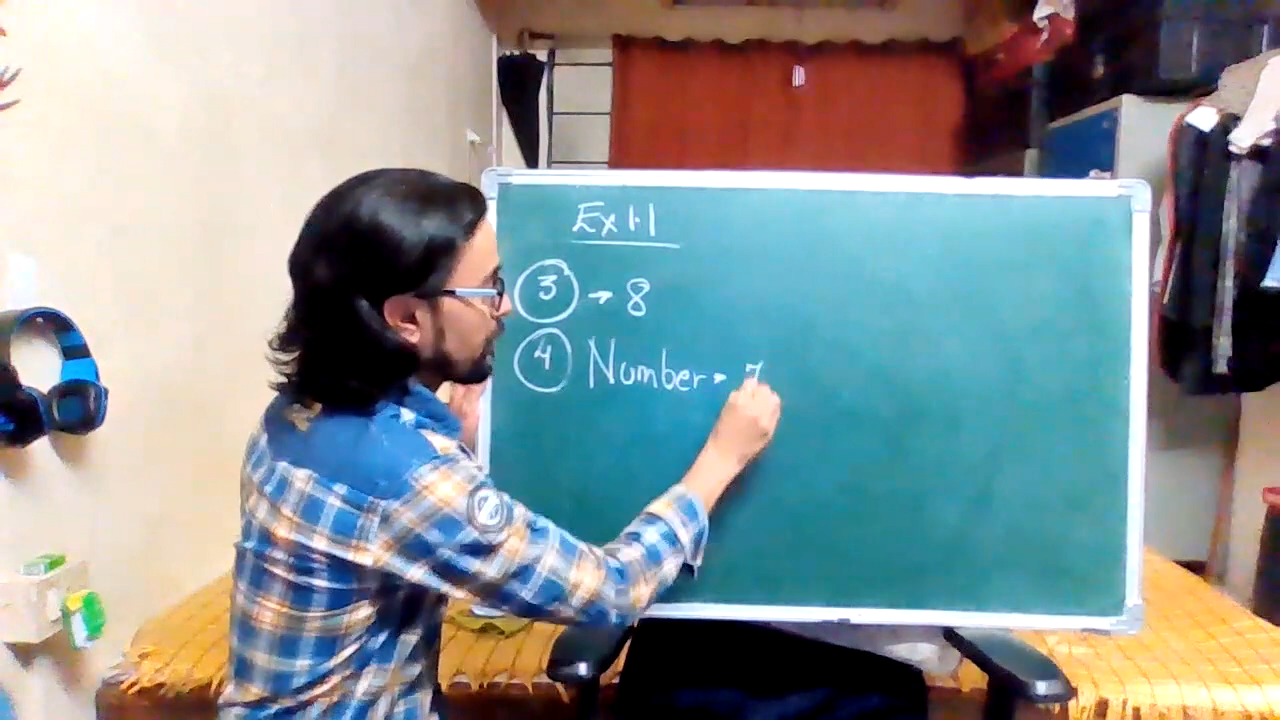 Ex 1.1
3 → 8
4 Number → 7